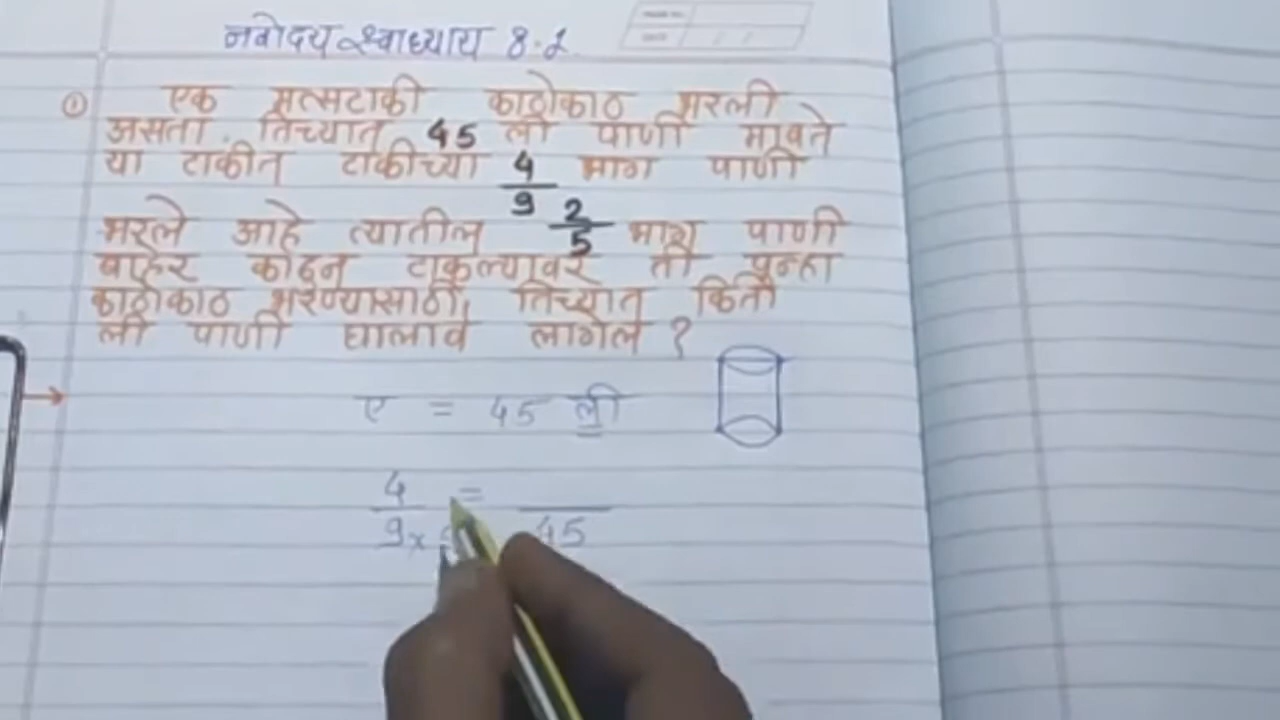 नवोदय स्वाध्याय 8.2
① एक मत्सटाकी काठोकाठ भरली
असता तिच्यात 45 ली पाणी मावते
या टाकीत टाकीच्या 4/9 भाग पाणी
भरले आहे त्यातील 2/5 भाग पाणी
बाहेर काढून टाकल्यावर ती पुन्हा
काठोकाठ भरण्यासाठी, तिच्यात किती
ली पाणी घालावे लागेल ?
ए = 45 ली
4 =
9 × 45